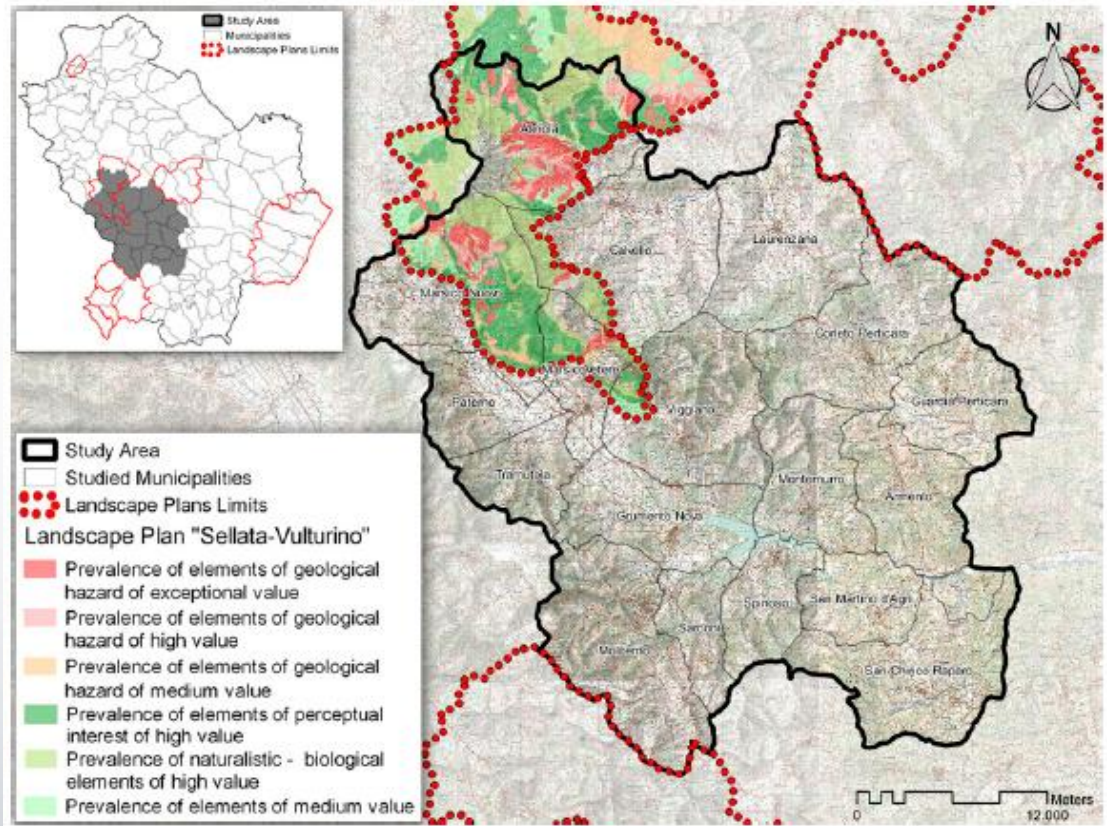 Study Area
Municipalities
Landscape Plans Limits
N
Abriola
Calvello
Laurenzana
Marsico Nuovo
Corleto Perticara
Marsicovetere
Paterno
Viggiano
Guardia Perticara
Tramutola
Montemurro
Armento
Grumento Nova
Spinoso
San Martino d'Agri
Sarconi
Moliterno
San Chirico Raparo
Study Area
Studied Municipalities
Landscape Plans Limits
Landscape Plan "Sellata-Vulturino"
Prevalence of elements of geological
hazard of exceptional value
Prevalence of elements of geological
hazard of high value
Prevalence of elements of geological
hazard of medium value
Prevalence of elements of perceptual
interest of high value
Prevalence of naturalistic - biological
elements of high value
Prevalence of elements of medium value
Meters
0 12.000